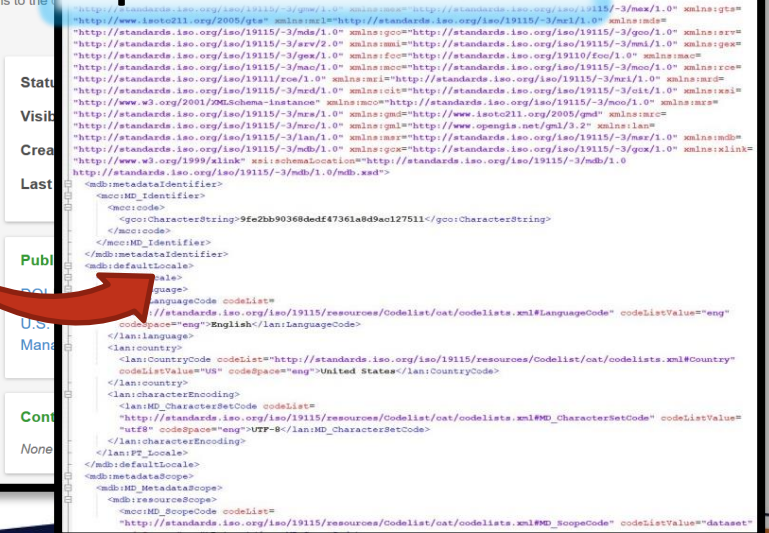 "http://www.isotc211.org/2005/gts" xmlns:mrl="http://standards.iso.org/iso/19115/-3/mrl/1.0" xmlns:mds=
"http://standards.iso.org/iso/19115/-3/mds/1.0" xmlns:gco="http://standards.iso.org/iso/19115/-3/gco/1.0" xmlns:srv=
"http://standards.iso.org/iso/19115/-3/srv/2.0" xmlns:mmi="http://standards.iso.org/iso/19115/-3/mmi/1.0" xmlns:gex=
"http://standards.iso.org/iso/19115/-3/gex/1.0" xmlns:fcc="http://standards.iso.org/iso/19110/fcc/1.0" xmlns:mac=
"http://standards.iso.org/iso/19115/-3/mac/1.0" xmlns:mcc="http://standards.iso.org/iso/19115/-3/mcc/1.0" xmlns:rce=
"http://standards.iso.org/iso/19111/rce/1.0" xmlns:mri="http://standards.iso.org/iso/19115/-3/mri/1.0" xmlns:mrd=
"http://standards.iso.org/iso/19115/-3/mrd/1.0" xmlns:cit="http://standards.iso.org/iso/19115/-3/cit/1.0" xmlns:xsi=
"http://www.w3.org/2001/XMLSchema-instance" xmlns:mco="http://standards.iso.org/iso/19115/-3/mco/1.0" xmlns:mrs=
"http://standards.iso.org/iso/19115/-3/mrs/1.0" xmlns:gmd="http://www.isotc211.org/2005/gmd" xmlns:mrc=
"http://standards.iso.org/iso/19115/-3/mrc/1.0" xmlns:gml="http://www.opengis.net/gml/3.2" xmlns:lan=
"http://standards.iso.org/iso/19115/-3/lan/1.0" xmlns:msr="http://standards.iso.org/iso/19115/-3/msr/1.0" xmlns:mdb=
"http://standards.iso.org/iso/19115/-3/mdb/1.0" xmlns:gcx="http://standards.iso.org/iso/19115/-3/gcx/1.0" xmlns:xlink=
"http://www.w3.org/1999/xlink" xsi:schemaLocation="http://standards.iso.org/iso/19115/-3/mdb/1.0
http://standards.iso.org/iso/19115/-3/mdb/1.0/mdb.xsd">
<mdb:metadataIdentifier>
<mcc:MD_Identifier>
<mcc:code>
<gco:CharacterString>9fe2bb90368dedf47361a8d9ac127511</gco:CharacterString>
</mcc:code>
</mcc:MD_Identifier>
</mdb:metadataIdentifier>
<mdb:defaultLocale>
cale>
guage>
LanguageCode codeList=
://standards.iso.org/iso/19115/resources/Codelist/cat/codelists.xml#LanguageCode" codeListValue="eng"
codeSpace="eng">English</lan:LanguageCode>
</lan:language>
<lan:country>
<lan:CountryCode codeList="http://standards.iso.org/iso/19115/resources/Codelist/cat/codelists.xml#Country"
codeListValue="US" codeSpace="eng">United States</lan:CountryCode>
</lan:country>
<lan:characterEncoding>
<lan:MD_CharacterSetCode codeList=
"http://standards.iso.org/iso/19115/resources/Codelist/cat/codelists.xml#MD_CharacterSetCode" codeListValue=
"utf8" codeSpace="eng">UTF-8</lan:MD_CharacterSetCode>
</lan:characterEncoding>
</lan:PT_Locale>
</mdb:defaultLocale>
<mdb:metadataScope>
<mdb:MD_MetadataScope>
<mdb:resourceScope>
<mcc:MD_ScopeCode codeList=
"http://standards.iso.org/iso/19115/resources/Codelist/cat/codelists.xml#MD_ScopeCode" codeListValue="dataset"
Statu
Visib
Crea
Last
Publ
U.S.
Mana
Cont
None